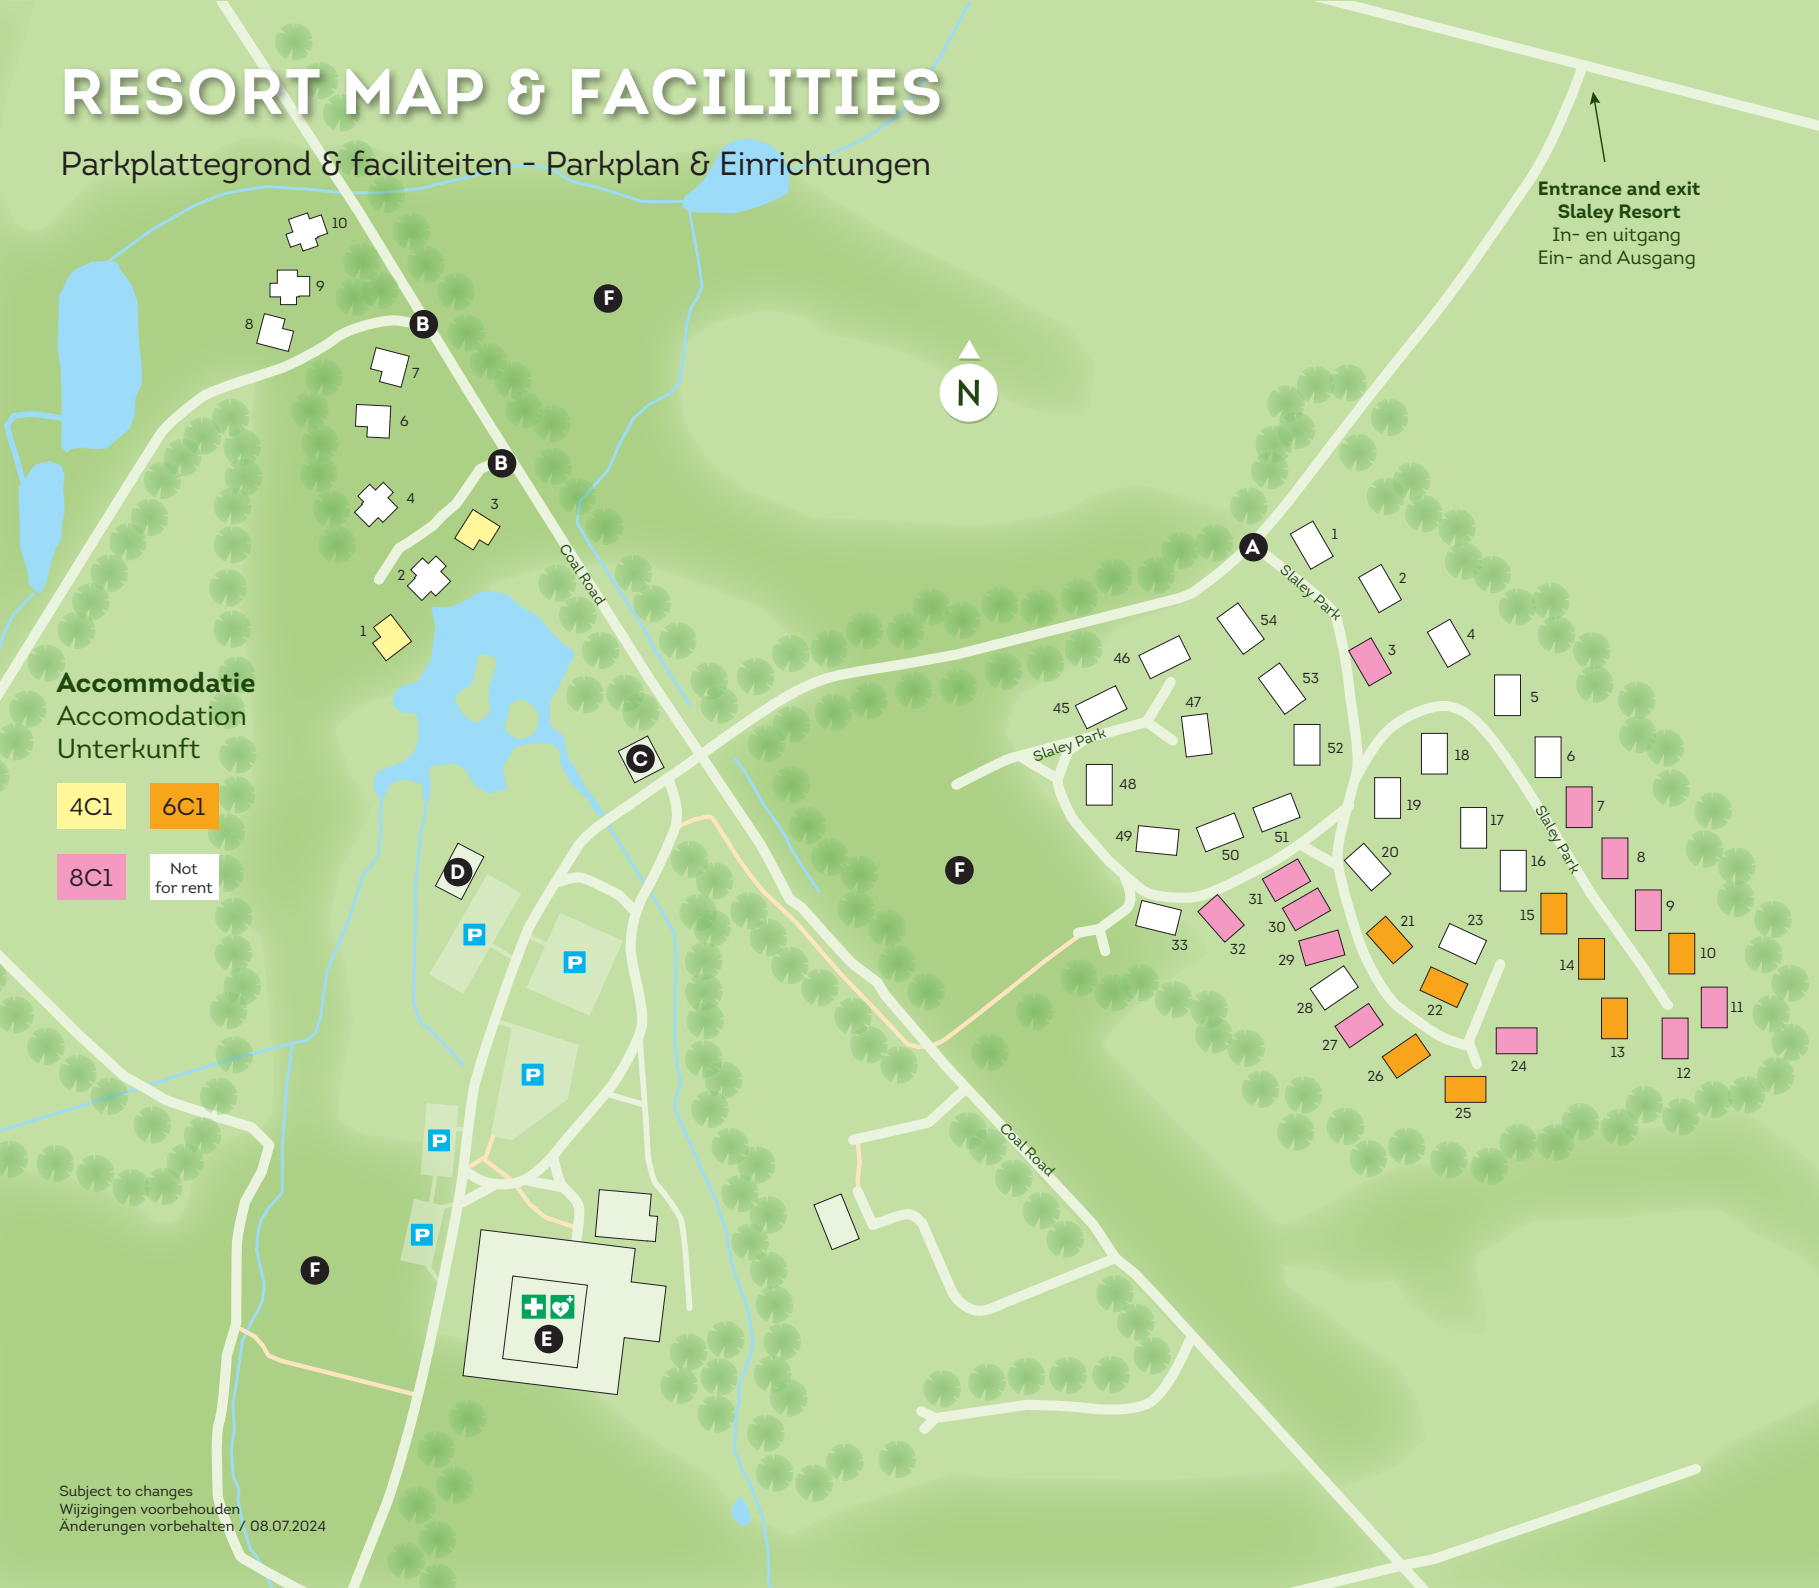 RESORT MAP & FACILITIES
Parkplattegrond & faciliteiten - Parkplan & Einrichtungen
Entrance and exit
Slaley Resort
In- en uitgang
Ein- and Ausgang
10
9
8
B
7
6
B
4
3
2
1
F
N
Coal Road
A
Slaley Park
1
2
3
4
5
6
7
8
9
10
11
12
13
14
15
16
17
18
19
20
21
22
23
24
25
26
27
28
29
30
31
32
33
45
46
47
48
49
50
51
52
53
54
Slaley Park
Slaley Park
Accommodatie
Accomodation
Unterkunft
4C1
6C1
8C1
Not
for rent
C
D
F
P
P
P
P
P
F
E
Coal Road
Subject to changes
Wijzigingen voorbehouden
Änderungen vorbehalten / 08.07.2024